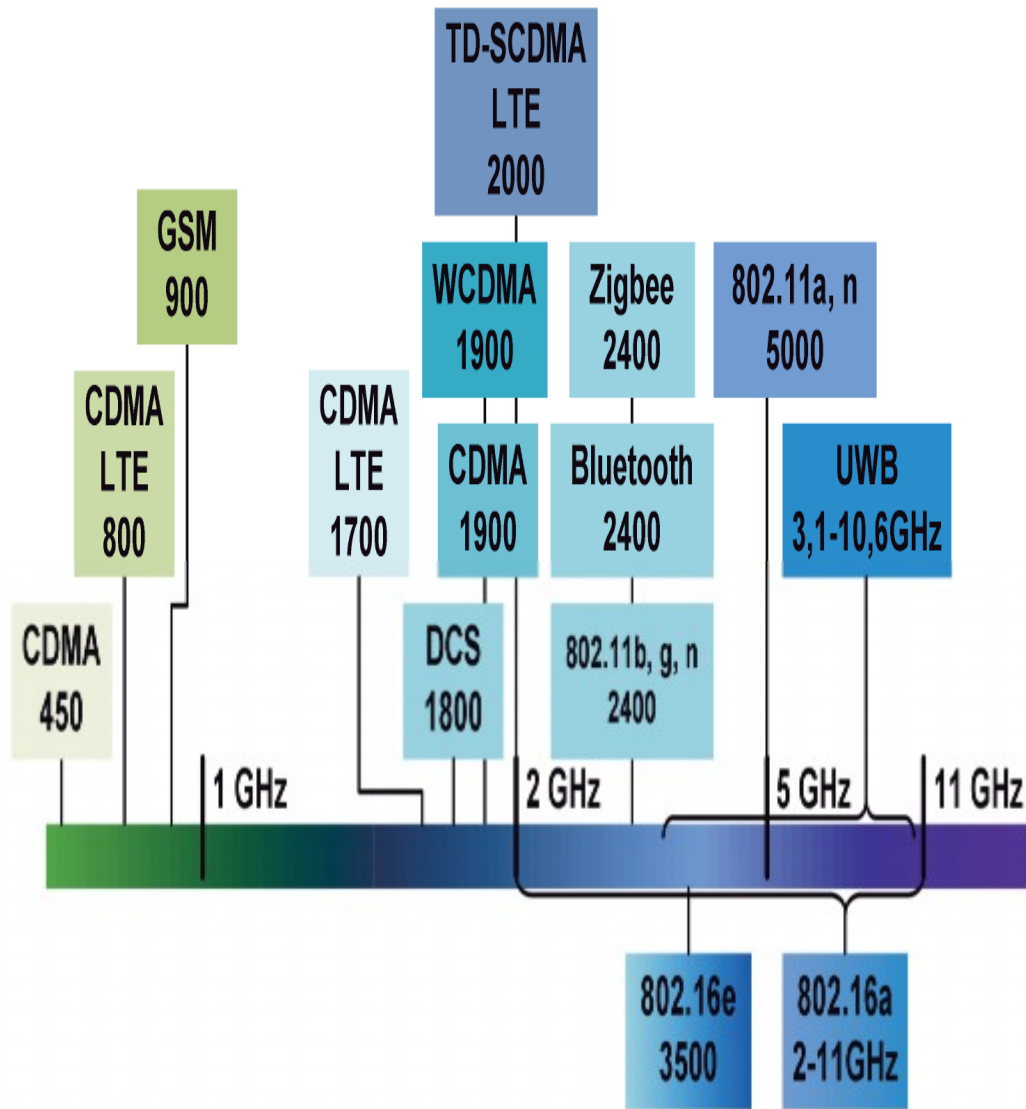 TD-SCDMA
LTE
2000
GSM
900
WCDMA
1900
Zigbee
2400
802.11a, n
5000
CDMA
LTE
800
CDMA
LTE
1700
CDMA
1900
Bluetooth
2400
UWB
3,1-10,6GHz
CDMA
450
DCS
1800
802.11b, g, n
2400
1 GHz
2 GHz
5 GHz
11 GHz
802.16e
3500
802.16a
2-11GHz